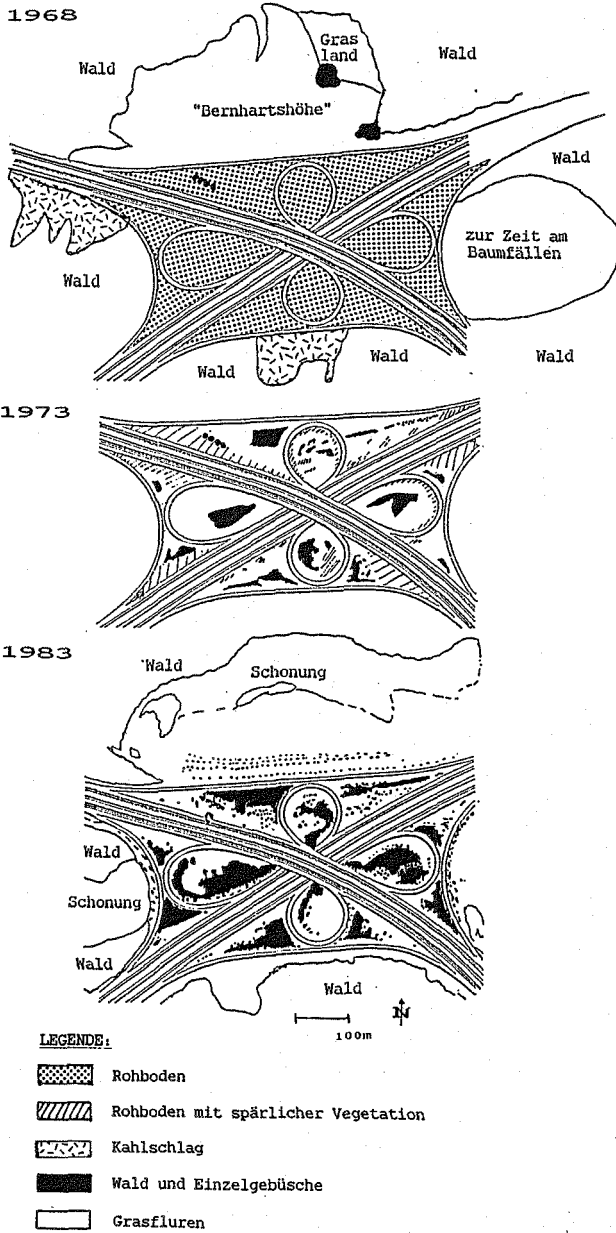 1968
Wald
Gras
land
Wald
"Bernhartshöhe"
Wald
zur Zeit am
Baumfällen
Wald
Wald
Wald
Wald
1973
1983
Wald
Schonung
Wald
Schonung
Wald
Wald
100m
N
LEGENDE:
Rohboden
Rohboden mit spärlicher Vegetation
Kahlschlag
Wald und Einzelgebüsche
Grasfluren